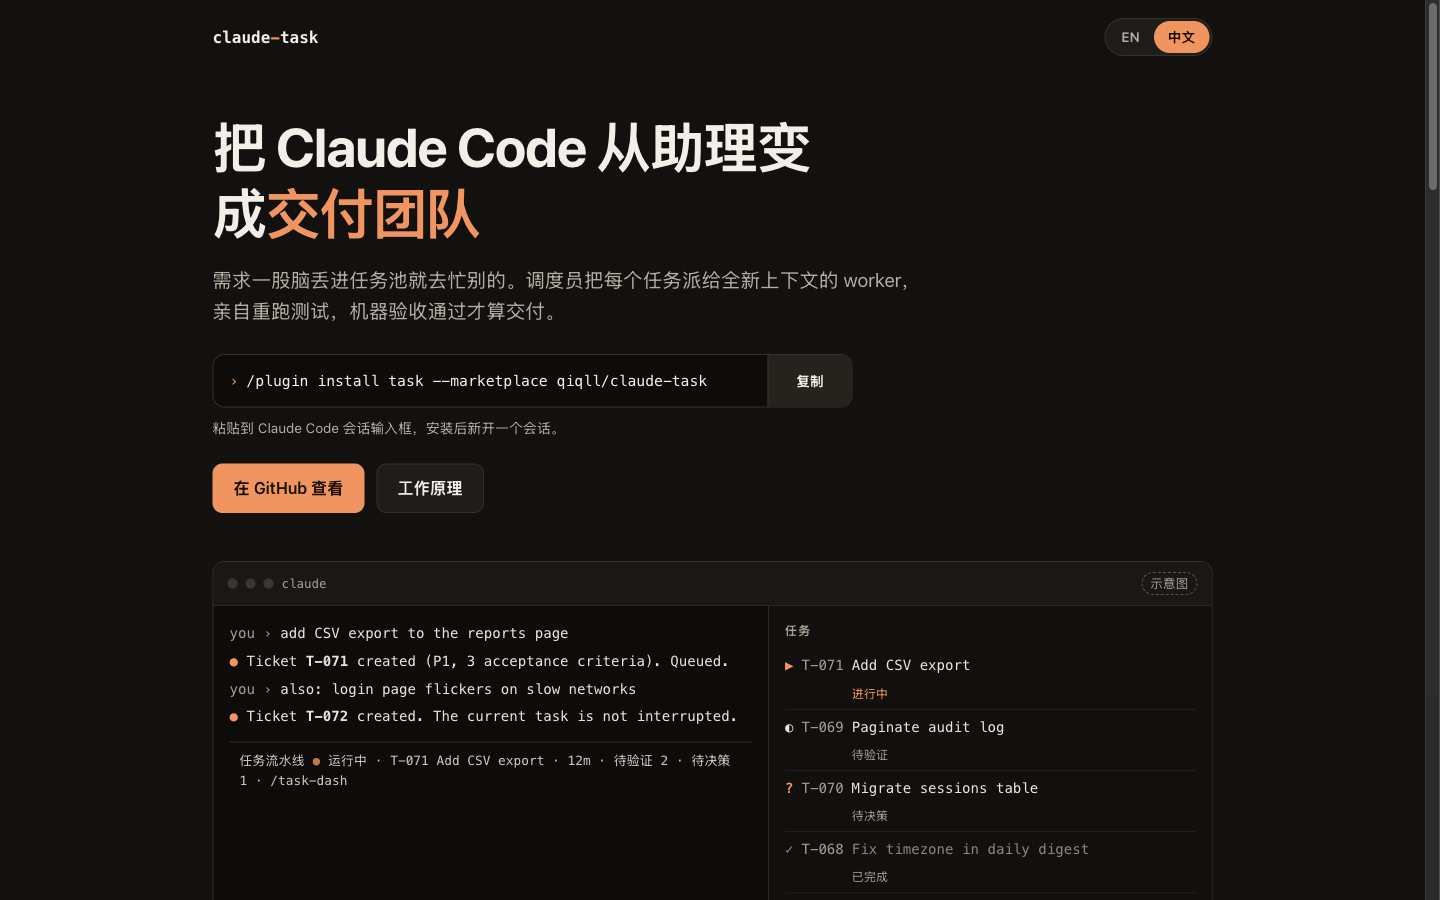 claude-task
EN 中文
把 Claude Code 从助理变
成交付团队
需求一股脑丢进任务池就去忙别的。调度员把每个任务派给全新上下文的 worker，
亲自重跑测试，机器验收通过才算交付。
› /plugin install task --marketplace qiqll/claude-task 复制
粘贴到 Claude Code 会话输入框，安装后新开一个会话。
在 GitHub 查看 工作原理
claude 示意图
you › add CSV export to the reports page
● Ticket T-071 created (P1, 3 acceptance criteria). Queued.
you › also: login page flickers on slow networks
● Ticket T-072 created. The current task is not interrupted.
任务流水线 ● 运行中 · T-071 Add CSV export · 12m · 待验证 2 · 待决策
1 · /task-dash
任务
▶ T-071 Add CSV export
进行中
◐ T-069 Paginate audit log
待验证
? T-070 Migrate sessions table
待决策
✓ T-068 Fix timezone in daily digest
已完成